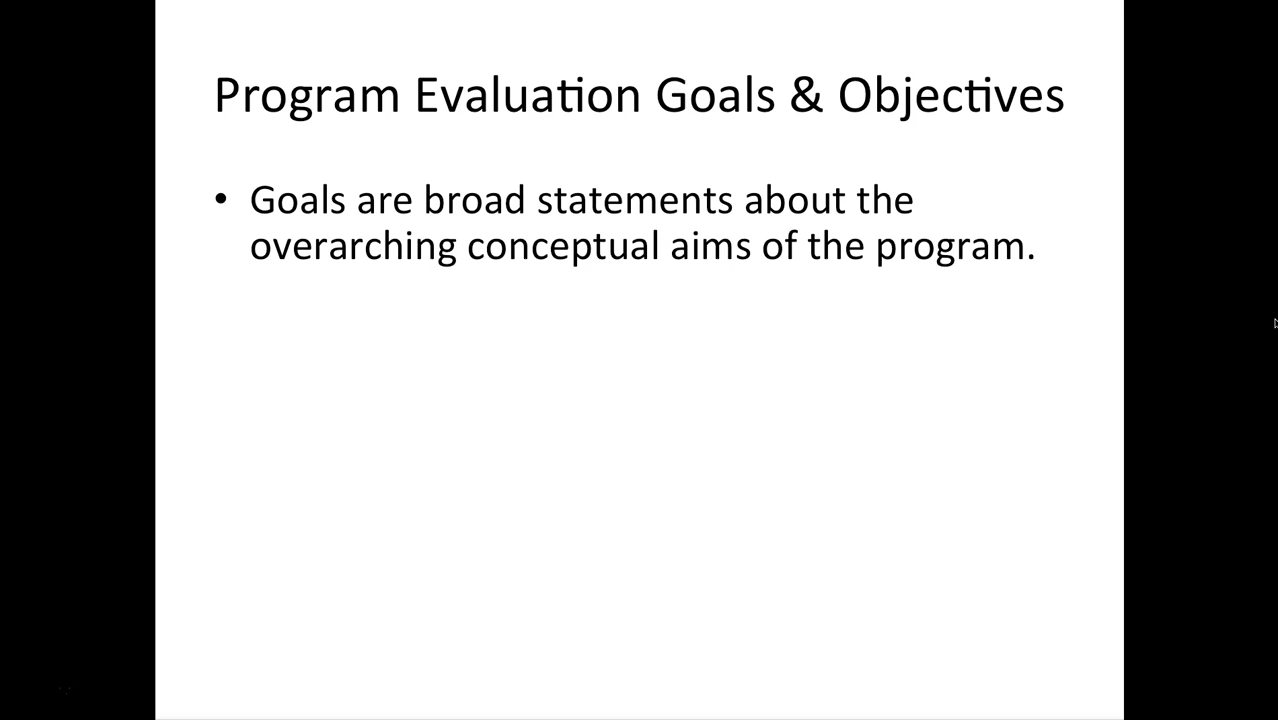 Program Evaluation Goals & Objectives
• Goals are broad statements about the
overarching conceptual aims of the program.